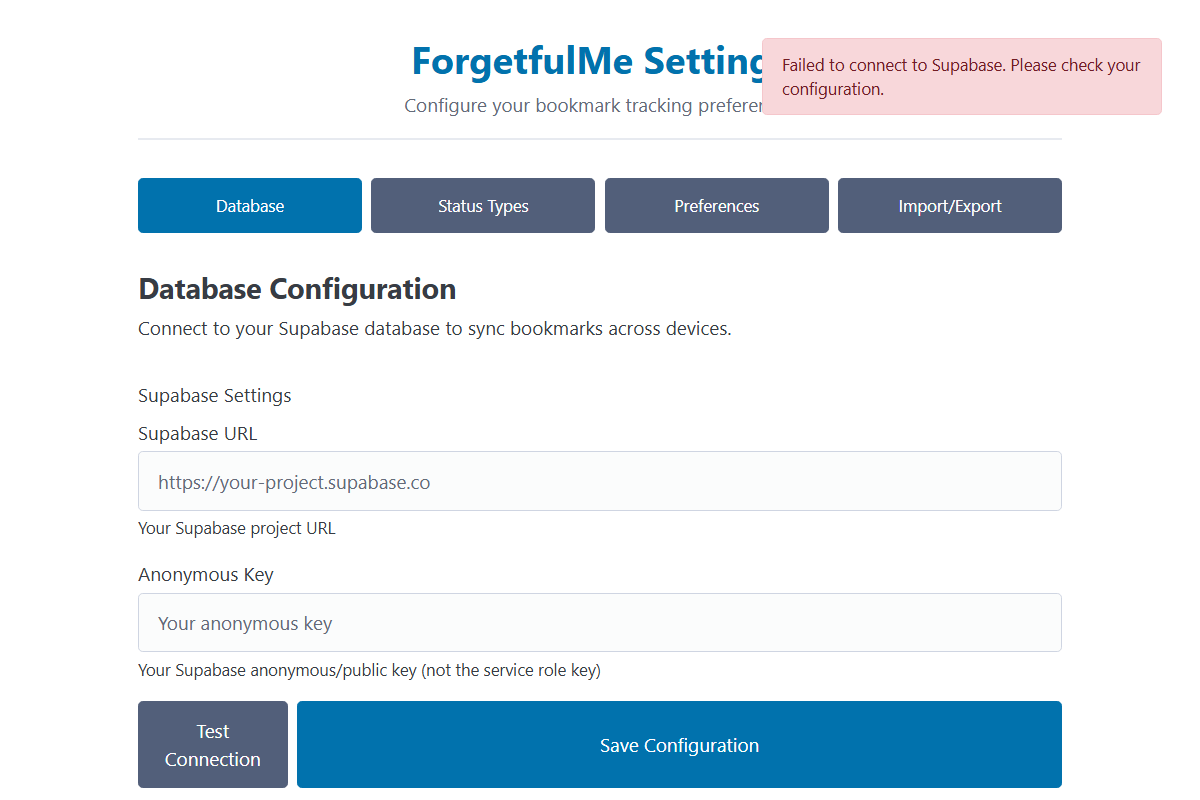 ForgetfulMe Setting
Failed to connect to Supabase. Please check your
configuration.
Configure your bookmark tracking
Database
Status Types
Preferences
Import/Export
Database Configuration
Connect to your Supabase database to sync bookmarks across devices.
Supabase Settings
Supabase URL
https://your-project.supabase.co
Your Supabase project URL
Anonymous Key
Your anonymous key
Your Supabase anonymous/public key (not the service role key)
Test
Connection
Save Configuration